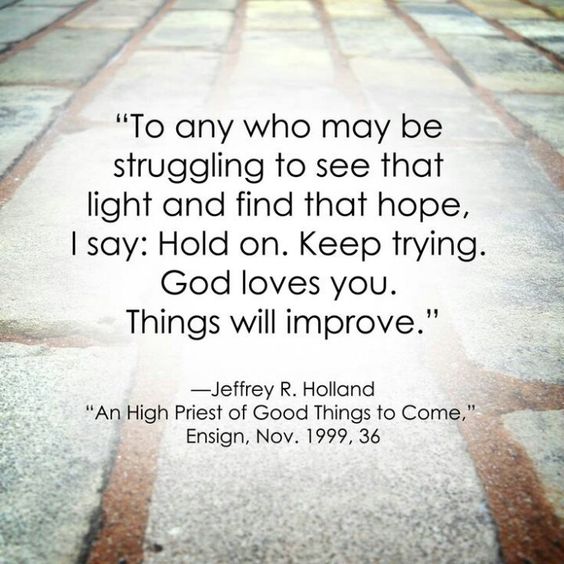 “To any who may be
struggling to see that
light and find that hope,
I say: Hold on. Keep trying.
God loves you.
Things will improve.”
—Jeffrey R. Holland
“An High Priest of Good Things to Come,”
Ensign, Nov. 1999, 36